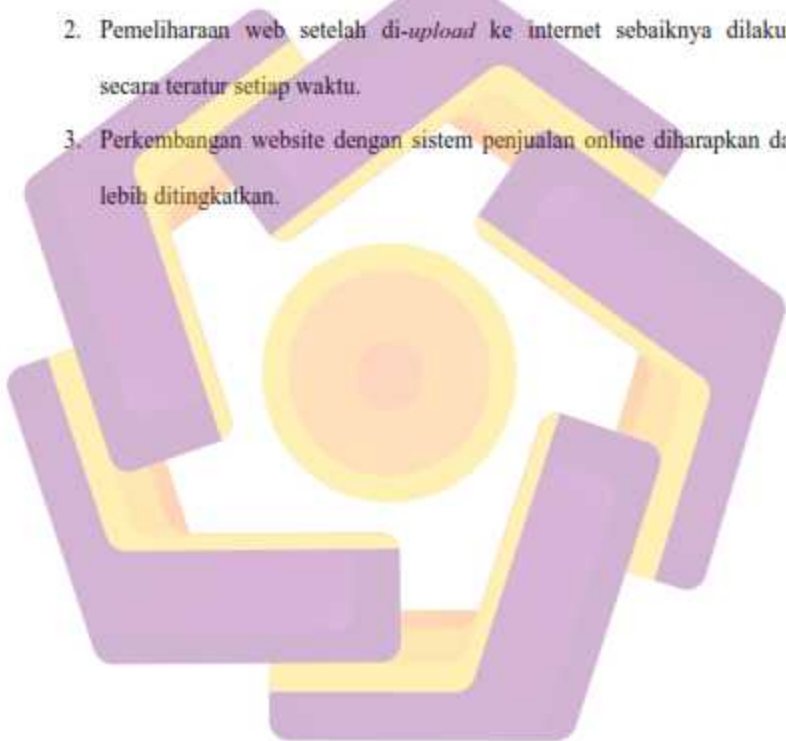 2. Pemeliharaan web setelah di-upload ke internet sebaiknya dilaku
secara teratur setiap waktu.
3. Perkembangan website dengan sistem penjualan online diharapkan da
lebih ditingkatkan.